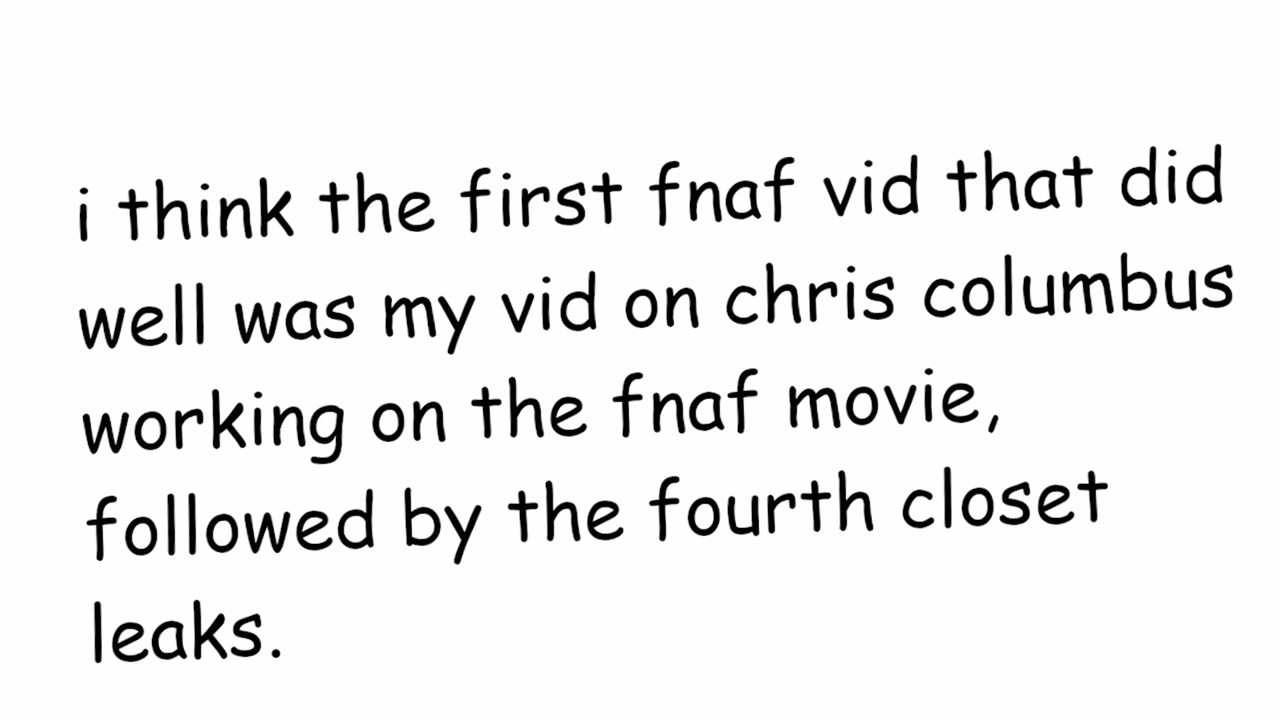 i think the first fnaf vid that did
well was my vid on chris columbus
working on the fnaf movie,
followed by the fourth closet
leaks.